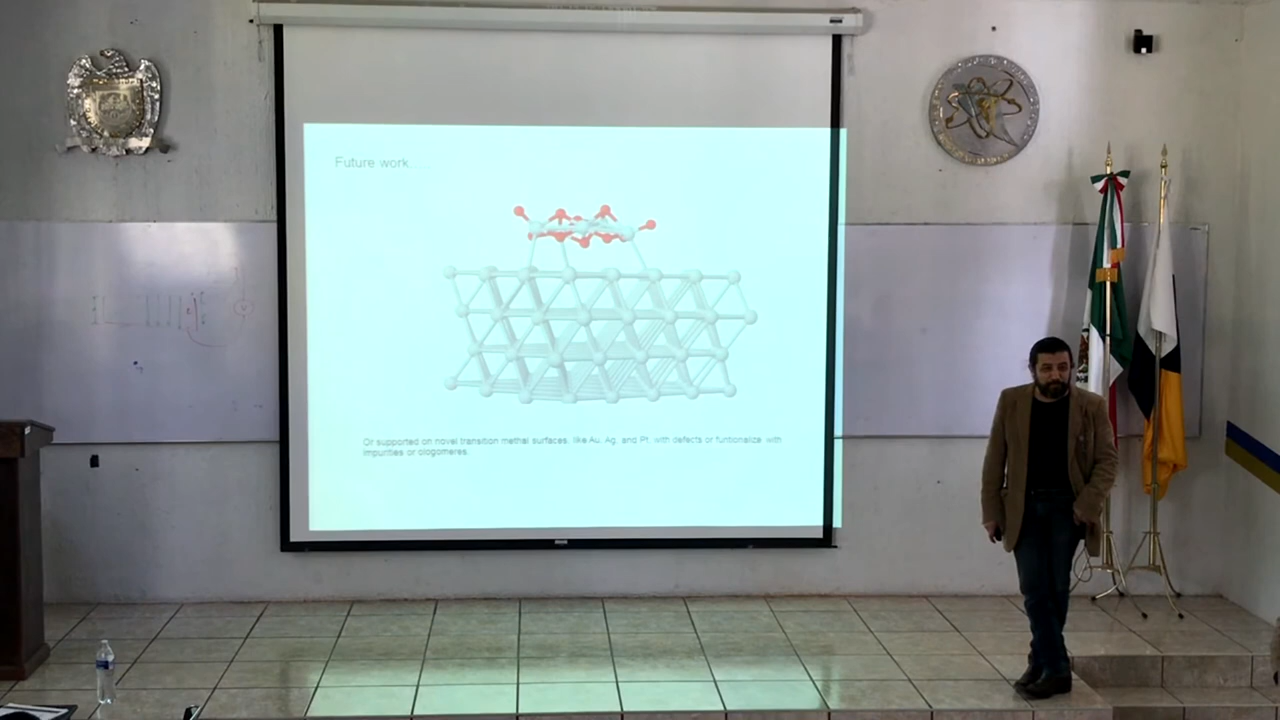 Future work.....
Or supported on novel transition methal surfaces, like Au, Ag, and Pt, with defects or funtionalize with
impurities or ologomeres.